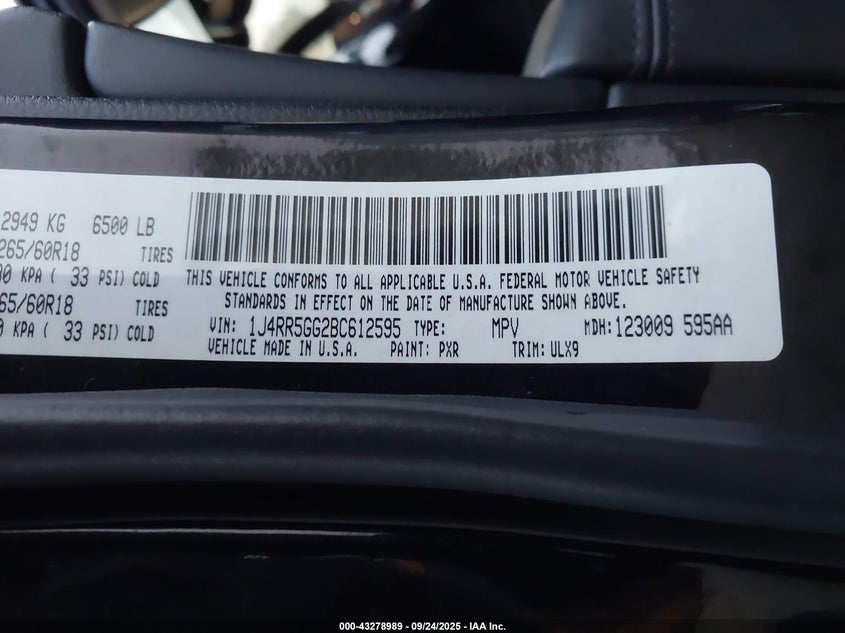 2949 KG 6500 LB
265/60R18 TIRES
KPA ( 33 PSI) COLD
65/60R18 TIRES
KPA ( 33 PSI) COLD
THIS VEHICLE CONFORMS TO ALL APPLICABLE U.S.A. FEDERAL MOTOR VEHICLE SAFETY
STANDARDS IN EFFECT ON THE DATE OF MANUFACTURE SHOWN ABOVE.
VIN: 1J4RR5GG2BC612595 TYPE: MPV MDH: 123009 595AA
VEHICLE MADE IN U.S.A. PAINT: PXR TRIM: ULX9
000-43278989 — 09/24/2025 — IAA Inc.